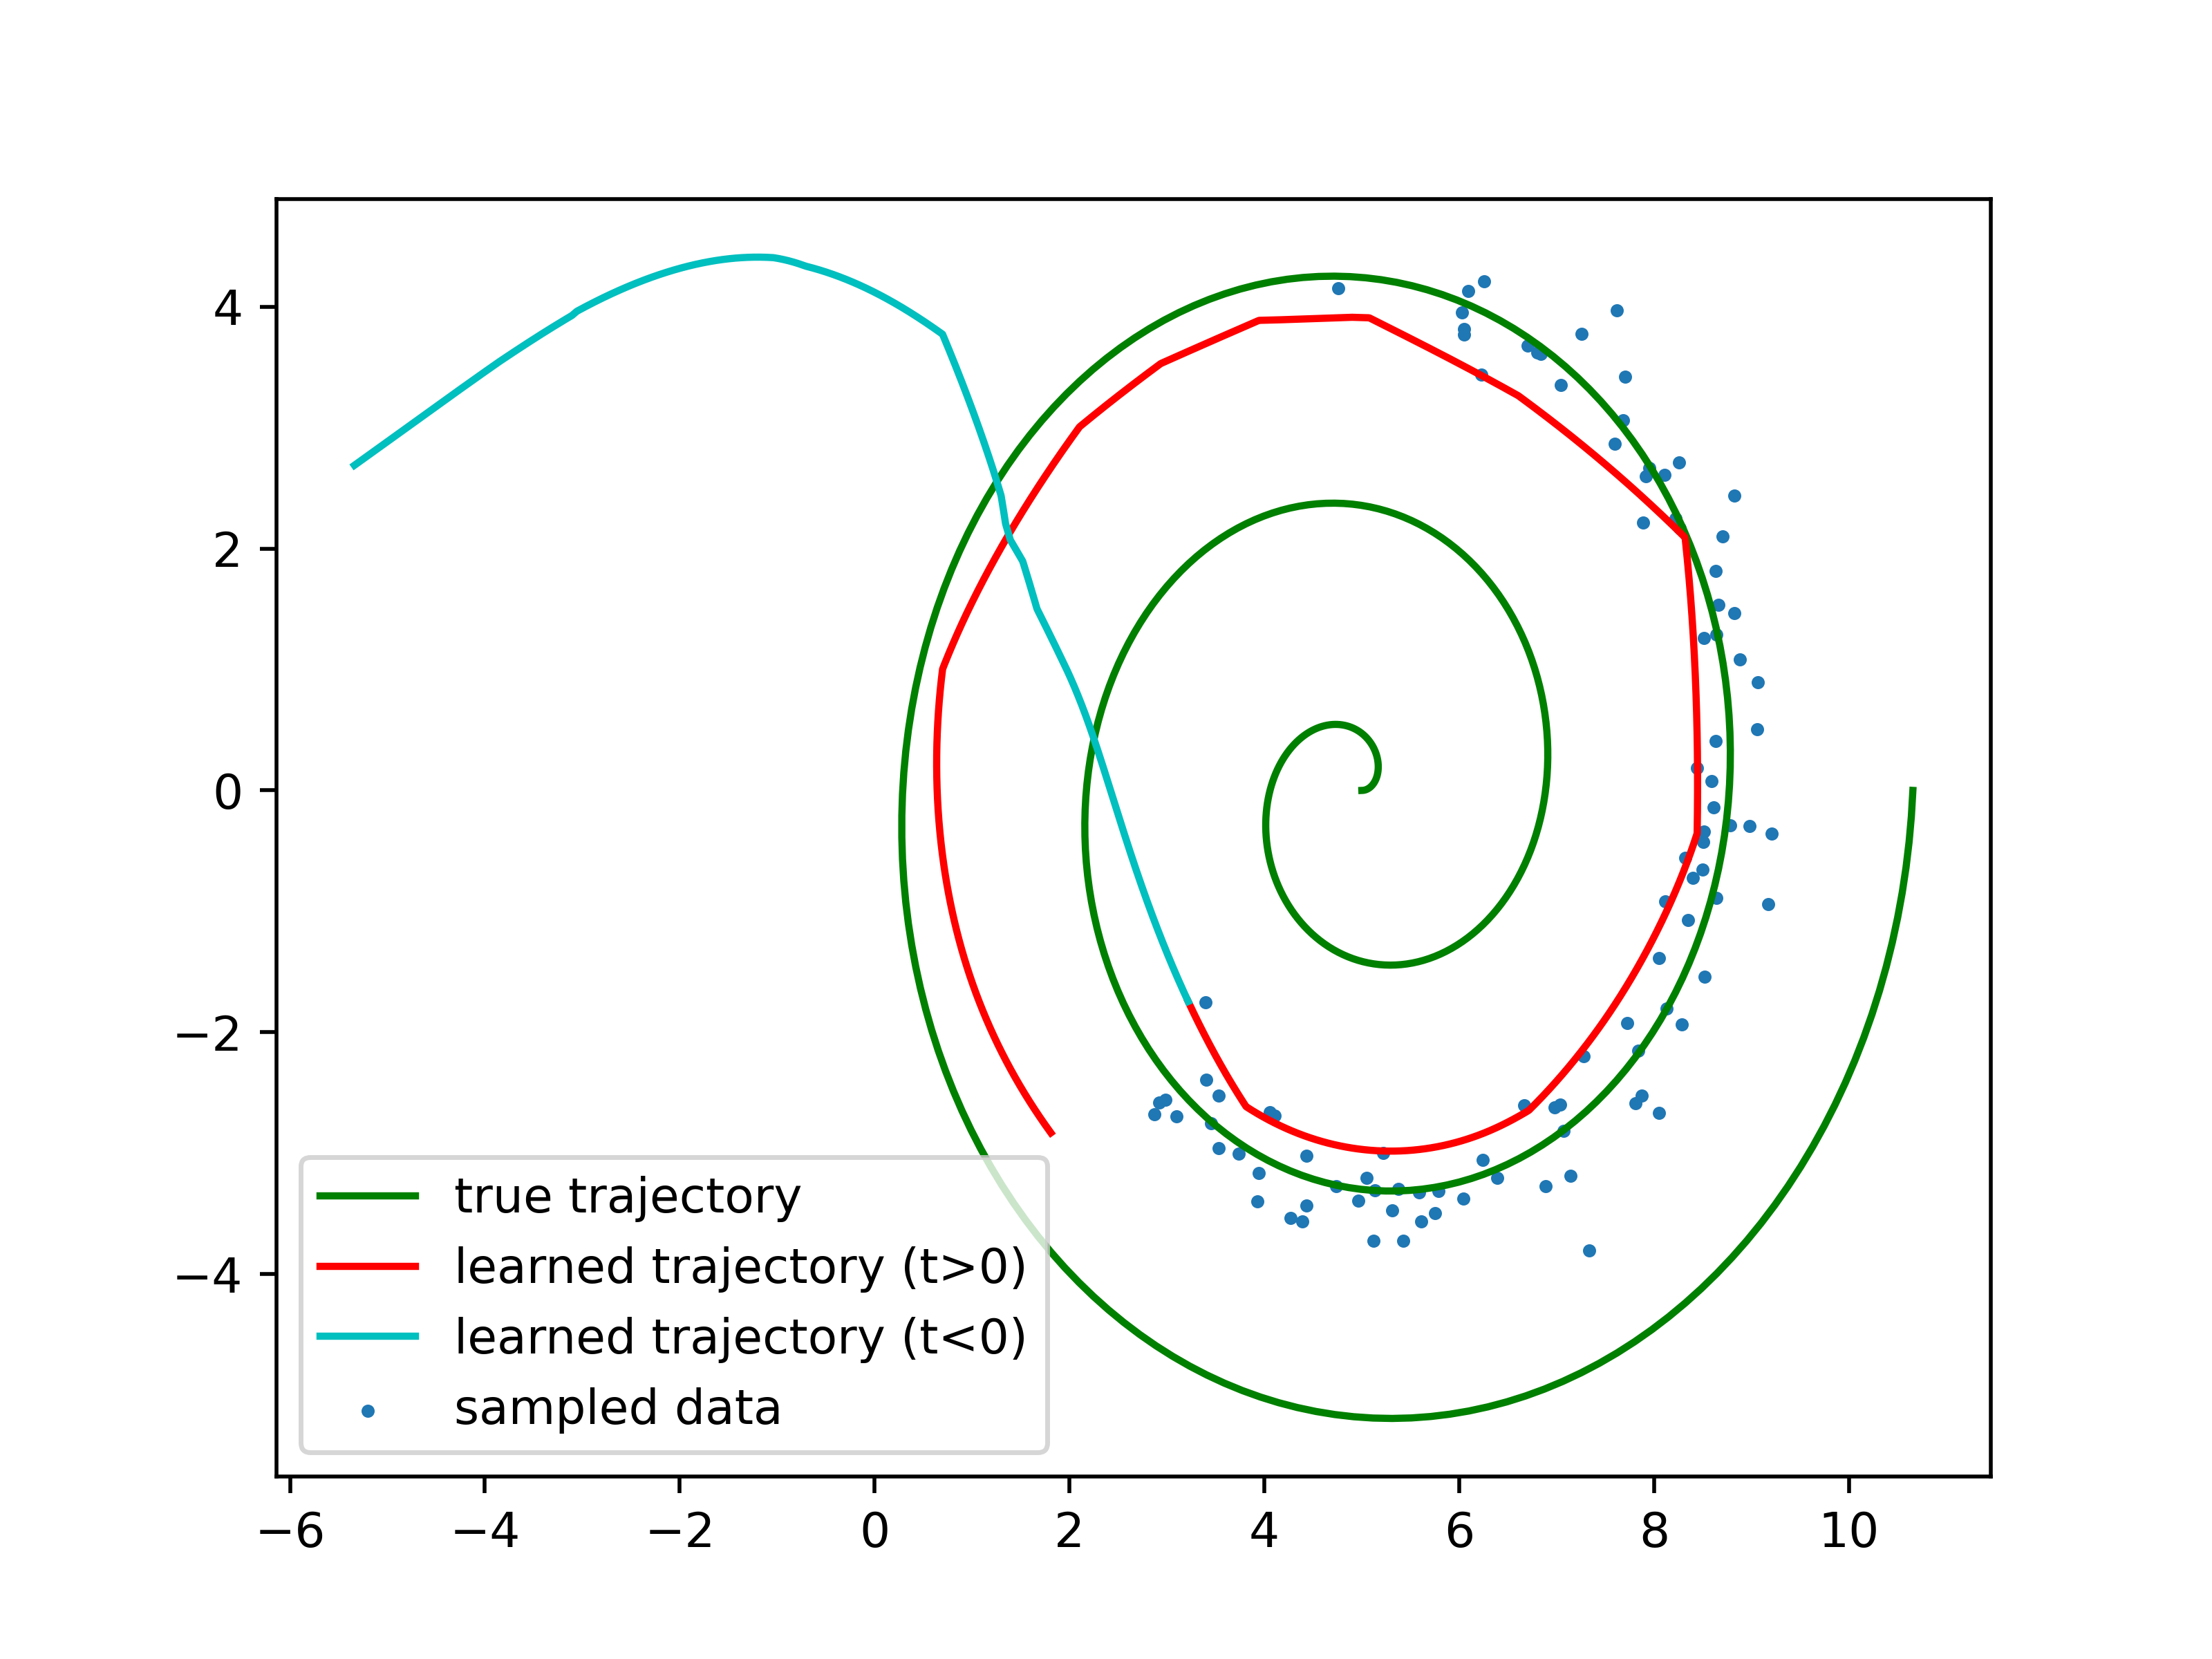 4
2
0
−2
−4
true trajectory
learned trajectory (t>0)
learned trajectory (t<0)
sampled data
−6 −4 −2 0 2 4 6 8 10